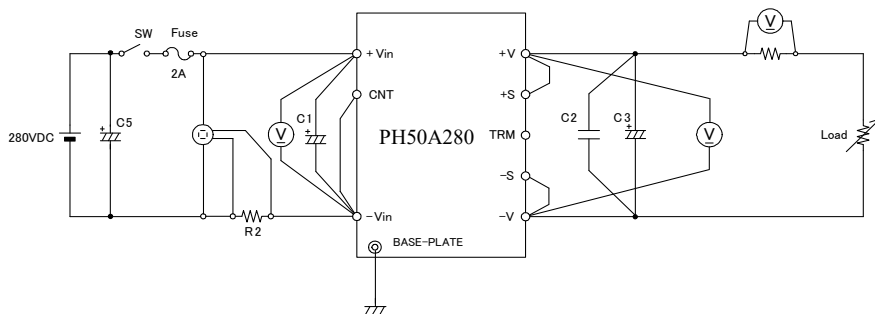 SW Fuse
2A
280VDC
C5
C1
V
R2
+Vin
CNT
-Vin
PH50A280
BASE-PLATE
+V
+S
TRM
-S
-V
C2
C3
V
V
Load